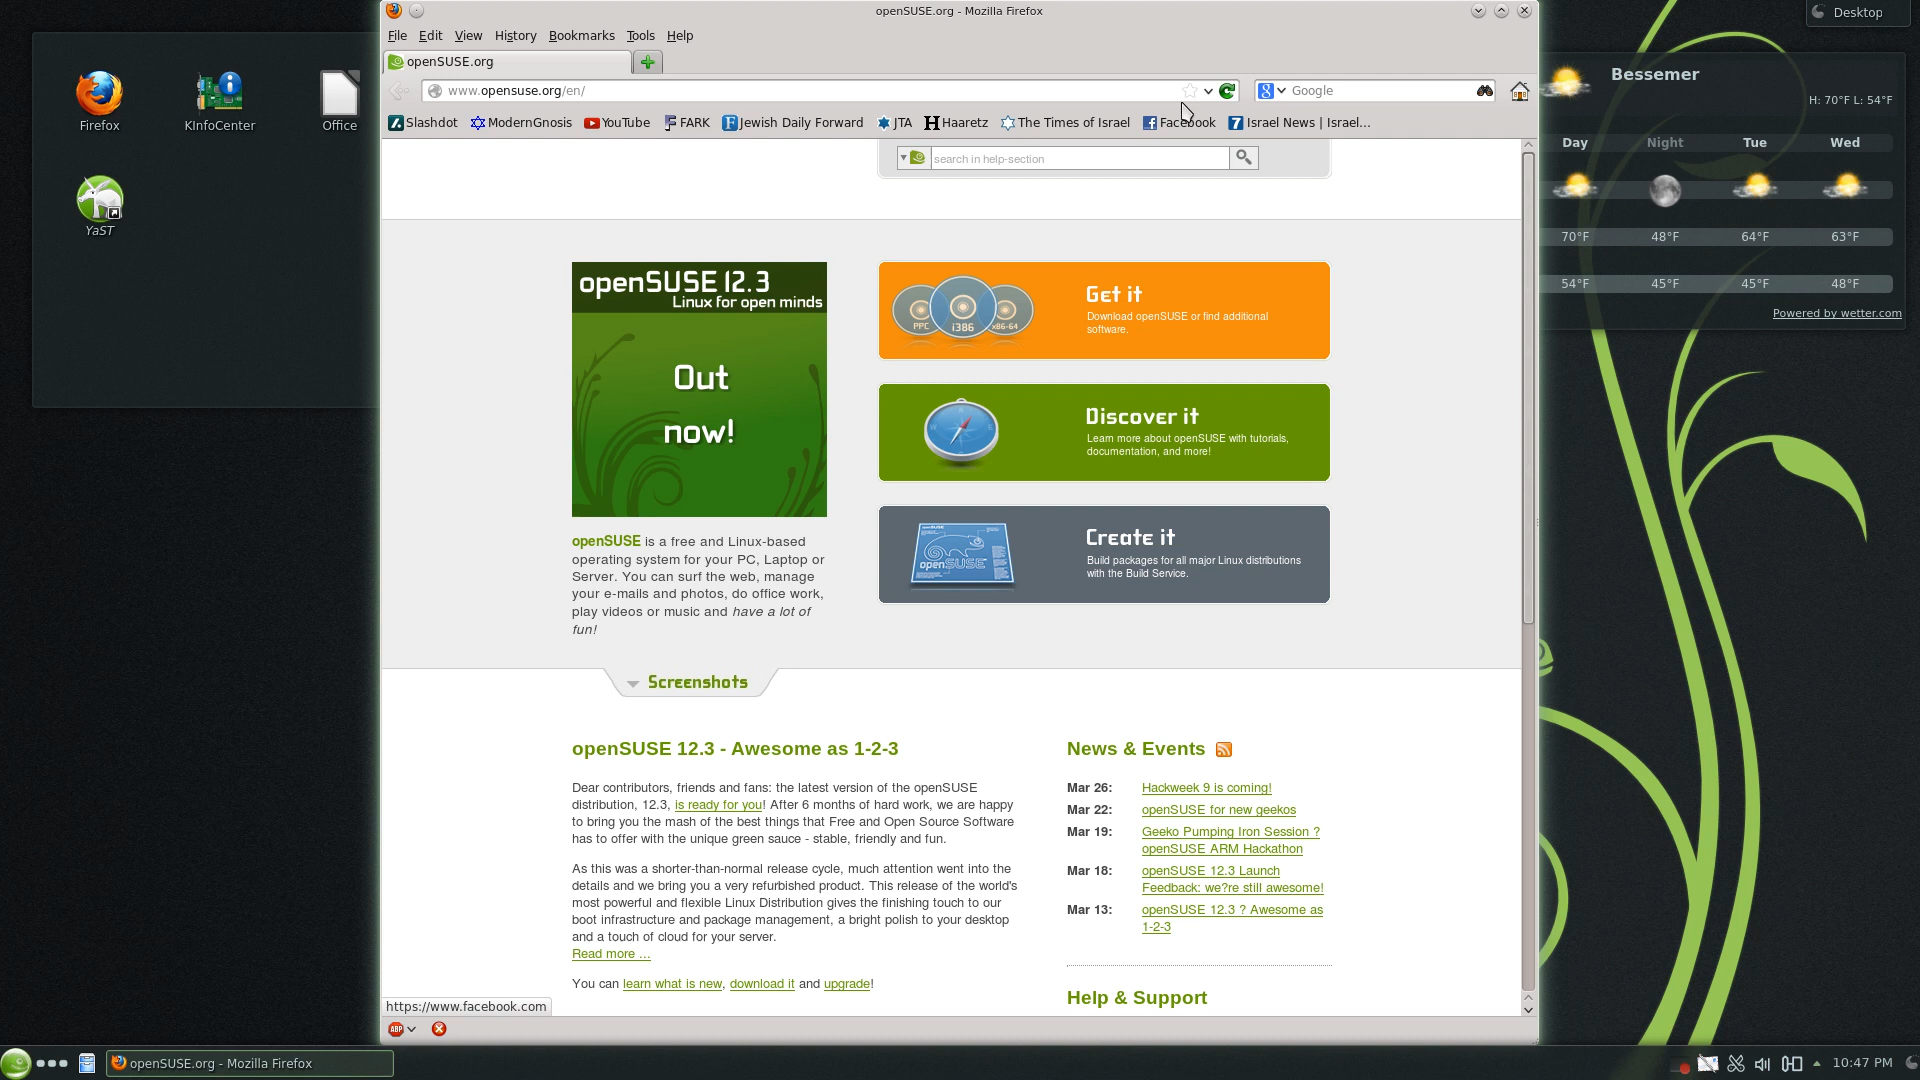 openSUSE.org - Mozilla Firefox
Desktop
File Edit View History Bookmarks Tools Help
openSUSE.org
www.opensuse.org/en/
Google
Slashdot ModernGnosis YouTube FARK Jewish Daily Forward JTA Haaretz The Times of Israel Facebook Israel News | Israel...
Firefox
KInfoCenter
Office
YaST
search in help-section
openSUSE 12.3
Linux for open minds
Out
now!
PPC i386 x86-64
Get it
Download openSUSE or find additional
software.
Discover it
Learn more about openSUSE with tutorials,
documentation, and more!
openSUSE
Create it
Build packages for all major Linux distributions
with the Build Service.
openSUSE is a free and Linux-based
operating system for your PC, Laptop or
Server. You can surf the web, manage
your e-mails and photos, do office work,
play videos or music and have a lot of
fun!
Screenshots
openSUSE 12.3 - Awesome as 1-2-3
Dear contributors, friends and fans: the latest version of the openSUSE
distribution, 12.3, is ready for you! After 6 months of hard work, we are happy
to bring you the mash of the best things that Free and Open Source Software
has to offer with the unique green sauce - stable, friendly and fun.
As this was a shorter-than-normal release cycle, much attention went into the
details and we bring you a very refurbished product. This release of the world's
most powerful and flexible Linux Distribution gives the finishing touch to our
boot infrastructure and package management, a bright polish to your desktop
and a touch of cloud for your server.
Read more ...
You can learn what is new, download it and upgrade!
News & Events
Mar 26: Hackweek 9 is coming!
Mar 22: openSUSE for new geekos
Mar 19: Geeko Pumping Iron Session ?
openSUSE ARM Hackathon
Mar 18: openSUSE 12.3 Launch
Feedback: we?re still awesome!
Mar 13: openSUSE 12.3 ? Awesome as
1-2-3
Help & Support
https://www.facebook.com
ABP
Bessemer
H: 70°F L: 54°F
Day Night Tue Wed
70°F 48°F 64°F 63°F
54°F 45°F 45°F 48°F
Powered by wetter.com
openSUSE.org - Mozilla Firefox
10:47 PM